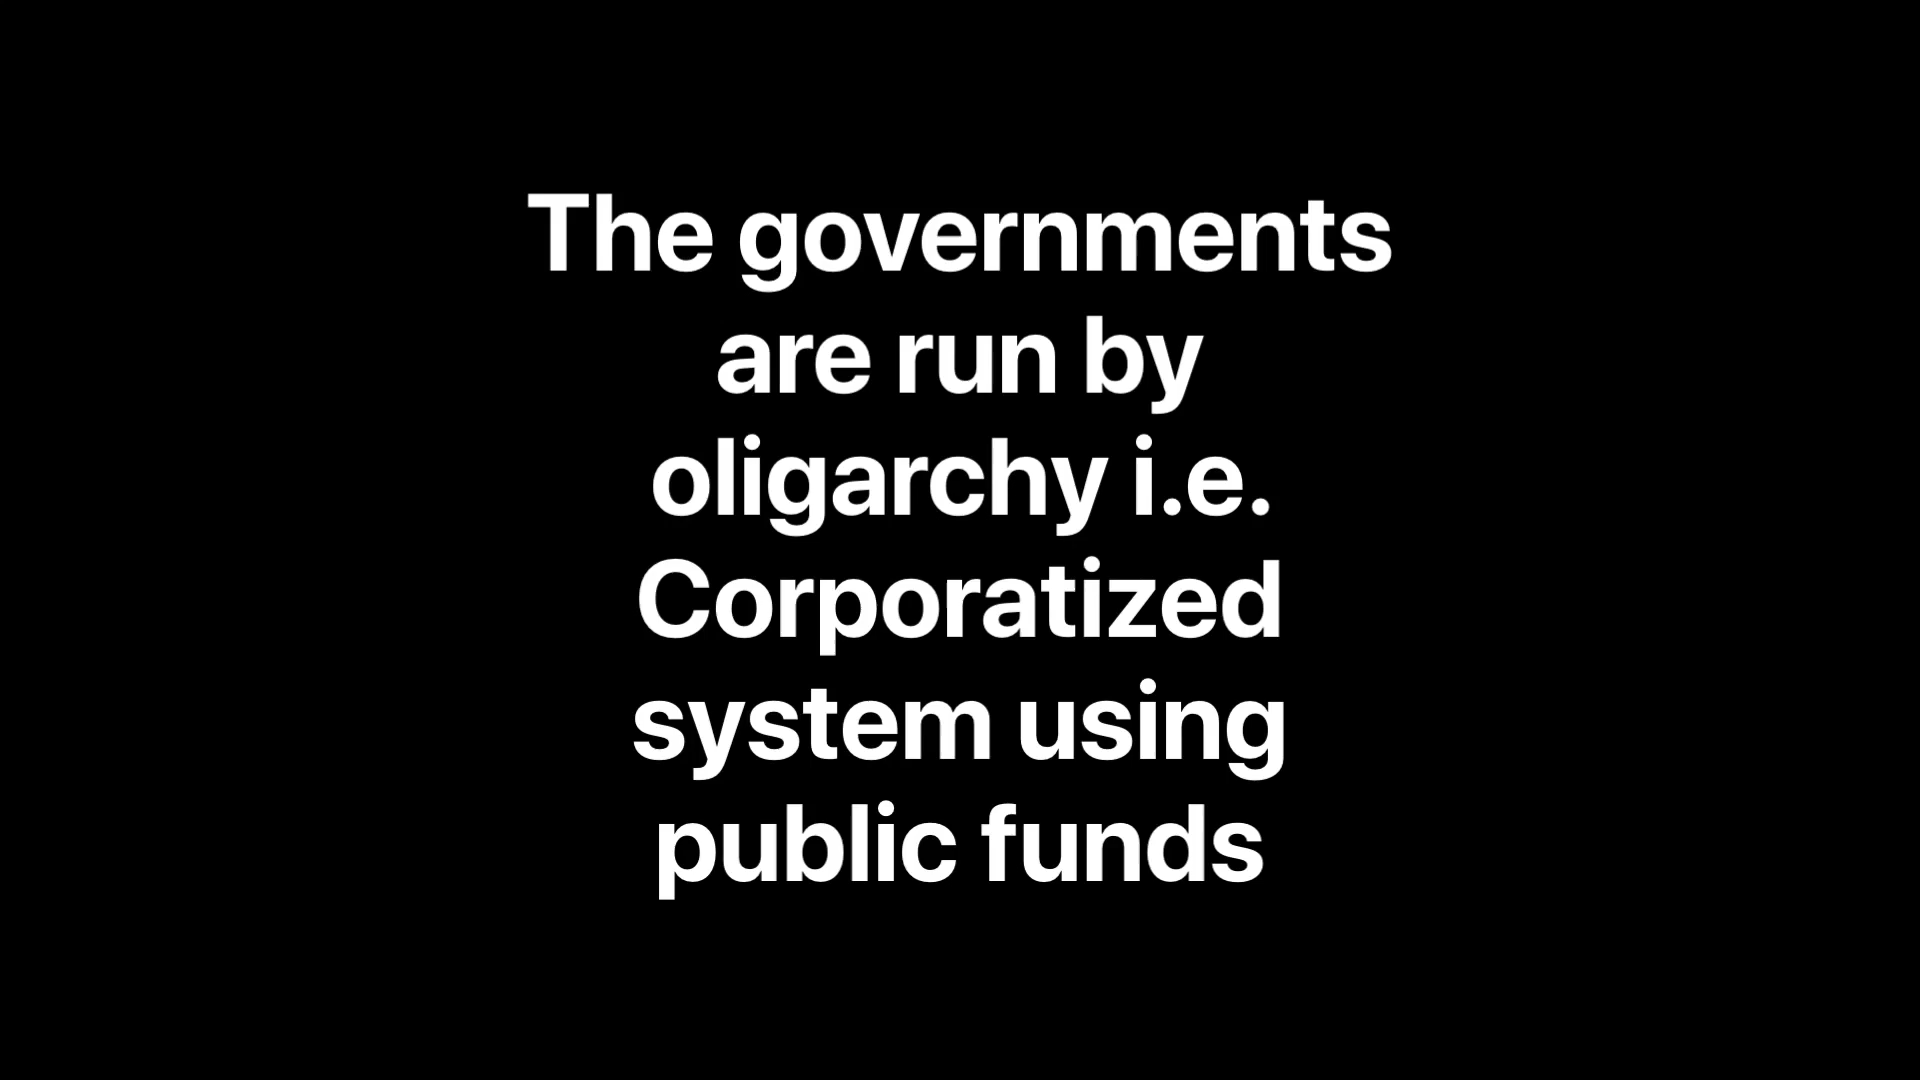 The governments
are run by
oligarchy i.e.
Corporatized
system using
public funds